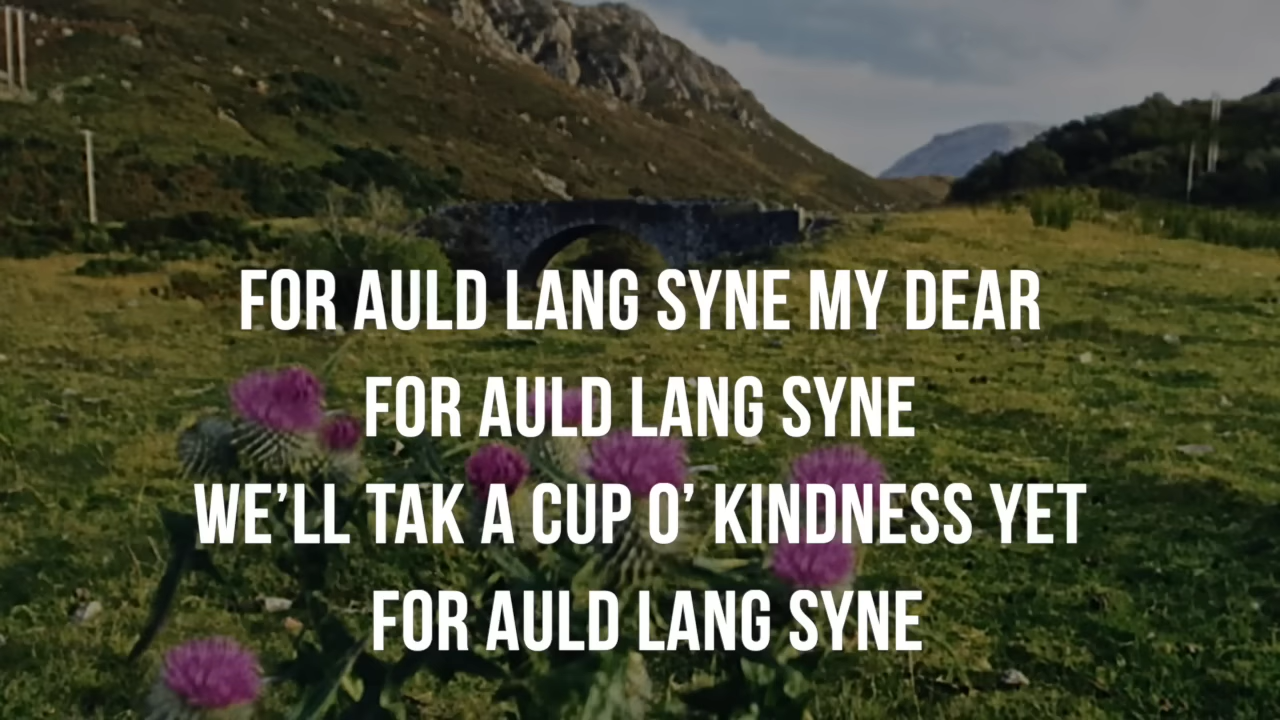 FOR AULD LANG SYNE MY DEAR
FOR AULD LANG SYNE
WE’LL TAK A CUP O’ KINDNESS YET
FOR AULD LANG SYNE